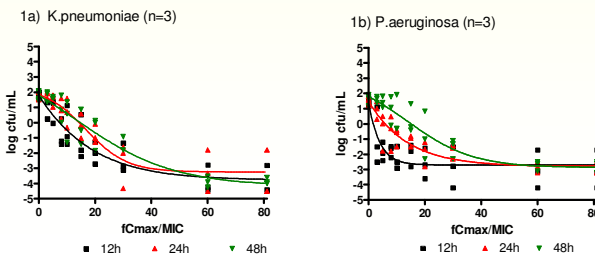 1a) K.pneumoniae (n=3)
5
4
3
2
1
0
-1
-2
-3
-4
-5
log cfu/mL
0
20
40
60
80
fCmax/MIC
12h
24h
48h
1b) P.aeruginosa (n=3)
5
4
3
2
1
0
-1
-2
-3
-4
-5
log cfu/mL
0
20
40
60
80
fCmax/MIC
12h
24h
48h